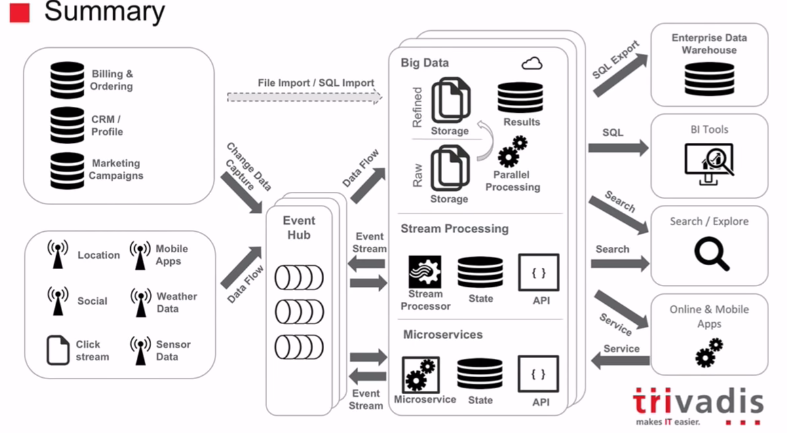 Summary
Billing &
Ordering
CRM /
Profile
Marketing
Campaigns
File Import / SQL Import
Change Data
Capture
Location
Mobile
Apps
Social
Weather
Data
Click
stream
Sensor
Data
Data Flow
Event
Hub
Data Flow
Event
Stream
Event
Stream
Big Data
Refined
Storage
Results
Raw
Storage
Parallel
Processing
Stream Processing
Stream
Processor
State
{ }
API
Microservices
Microservice
State
{ }
API
SQL Export
SQL
Search
Search
Service
Service
Enterprise Data
Warehouse
BI Tools
Search / Explore
Online & Mobile
Apps
trivadis
makes IT easier.